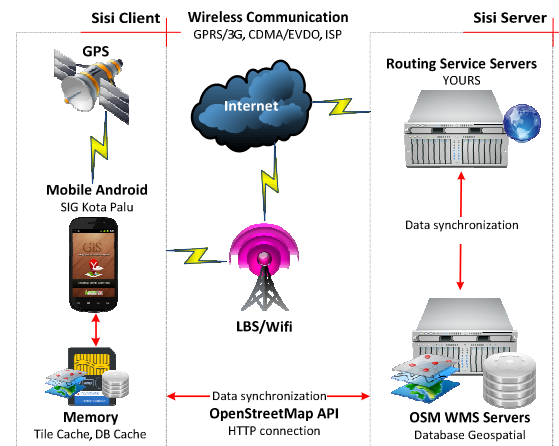 Sisi Client
Wireless Communication
GPRS/3G, CDMA/EVDO, ISP
Sisi Server
GPS
Internet
Routing Service Servers
YOURS
Mobile Android
SIG Kota Palu
GIS
Data synchronization
LBS/Wifi
Memory
Tile Cache, DB Cache
Data synchronization
OpenStreetMap API
HTTP connection
OSM WMS Servers
Database Geospatial